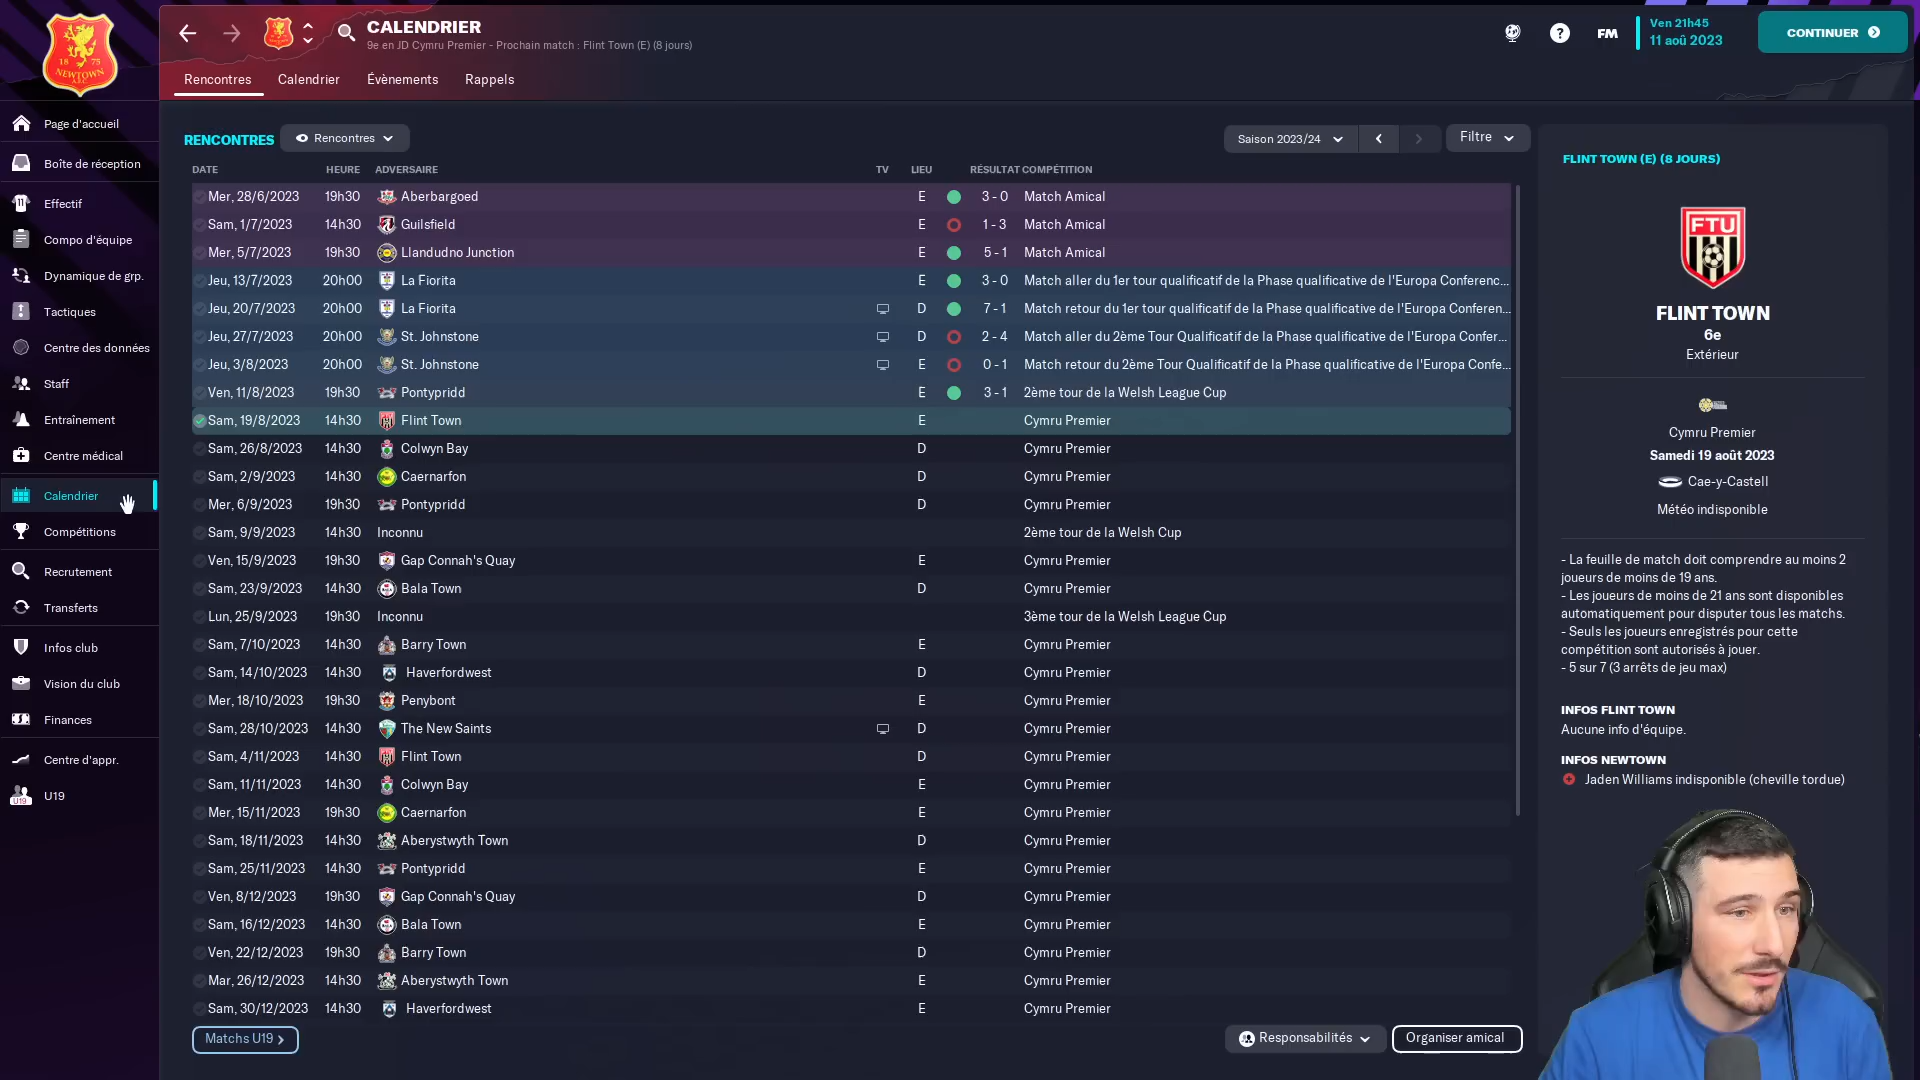 1875
NEWTOWN
A.F.C.
CALENDRIER
9e en JD Cymru Premier - Prochain match : Flint Town (E) (8 jours)
FM
Ven 21h45
11 aoû 2023
CONTINUER
Rencontres
Calendrier
Évènements
Rappels
Page d'accueil
Boîte de réception
Effectif
Compo d'équipe
Dynamique de grp.
Tactiques
Centre des données
Staff
Entraînement
Centre médical
Calendrier
Compétitions
Recrutement
Transferts
Infos club
Vision du club
Finances
Centre d'appr.
U19
U19
RENCONTRES
Rencontres
Saison 2023/24
Filtre
DATE HEURE ADVERSAIRE TV LIEU RÉSULTAT COMPÉTITION
Mer, 28/6/2023 19h30 Aberbargoed E 3 - 0 Match Amical
Sam, 1/7/2023 14h30 Guilsfield E 1 - 3 Match Amical
Mer, 5/7/2023 19h30 Llandudno Junction E 5 - 1 Match Amical
Jeu, 13/7/2023 20h00 La Fiorita E 3 - 0 Match aller du 1er tour qualificatif de la Phase qualificative de l'Europa Conferenc...
Jeu, 20/7/2023 20h00 La Fiorita D 7 - 1 Match retour du 1er tour qualificatif de la Phase qualificative de l'Europa Conferen...
Jeu, 27/7/2023 20h00 St. Johnstone D 2 - 4 Match aller du 2ème Tour Qualificatif de la Phase qualificative de l'Europa Confer...
Jeu, 3/8/2023 20h00 St. Johnstone E 0 - 1 Match retour du 2ème Tour Qualificatif de la Phase qualificative de l'Europa Confe...
Ven, 11/8/2023 19h30 Pontypridd E 3 - 1 2ème tour de la Welsh League Cup
Sam, 19/8/2023 14h30 Flint Town E Cymru Premier
Sam, 26/8/2023 14h30 Colwyn Bay D Cymru Premier
Sam, 2/9/2023 14h30 Caernarfon D Cymru Premier
Mer, 6/9/2023 19h30 Pontypridd D Cymru Premier
Sam, 9/9/2023 14h30 Inconnu 2ème tour de la Welsh Cup
Ven, 15/9/2023 19h30 Gap Connah's Quay E Cymru Premier
Sam, 23/9/2023 14h30 Bala Town D Cymru Premier
Lun, 25/9/2023 19h30 Inconnu 3ème tour de la Welsh League Cup
Sam, 7/10/2023 14h30 Barry Town E Cymru Premier
Sam, 14/10/2023 14h30 Haverfordwest D Cymru Premier
Mer, 18/10/2023 19h30 Penybont E Cymru Premier
Sam, 28/10/2023 14h30 The New Saints D Cymru Premier
Sam, 4/11/2023 14h30 Flint Town D Cymru Premier
Sam, 11/11/2023 14h30 Colwyn Bay E Cymru Premier
Mer, 15/11/2023 19h30 Caernarfon E Cymru Premier
Sam, 18/11/2023 14h30 Aberystwyth Town D Cymru Premier
Sam, 25/11/2023 14h30 Pontypridd E Cymru Premier
Ven, 8/12/2023 19h30 Gap Connah's Quay D Cymru Premier
Sam, 16/12/2023 14h30 Bala Town E Cymru Premier
Ven, 22/12/2023 19h30 Barry Town D Cymru Premier
Mar, 26/12/2023 14h30 Aberystwyth Town E Cymru Premier
Sam, 30/12/2023 14h30 Haverfordwest E Cymru Premier
Matchs U19
Responsabilités
Organiser amical
FLINT TOWN (E) (8 JOURS)
FTU
FLINT TOWN
6e
Extérieur
Cymru Premier
Samedi 19 août 2023
Cae-y-Castell
Météo indisponible
- La feuille de match doit comprendre au moins 2
joueurs de moins de 19 ans.
- Les joueurs de moins de 21 ans sont disponibles
automatiquement pour disputer tous les matchs.
- Seuls les joueurs enregistrés pour cette
compétition sont autorisés à jouer.
- 5 sur 7 (3 arrêts de jeu max)
INFOS FLINT TOWN
Aucune info d'équipe.
INFOS NEWTOWN
Jaden Williams indisponible (cheville tordue)